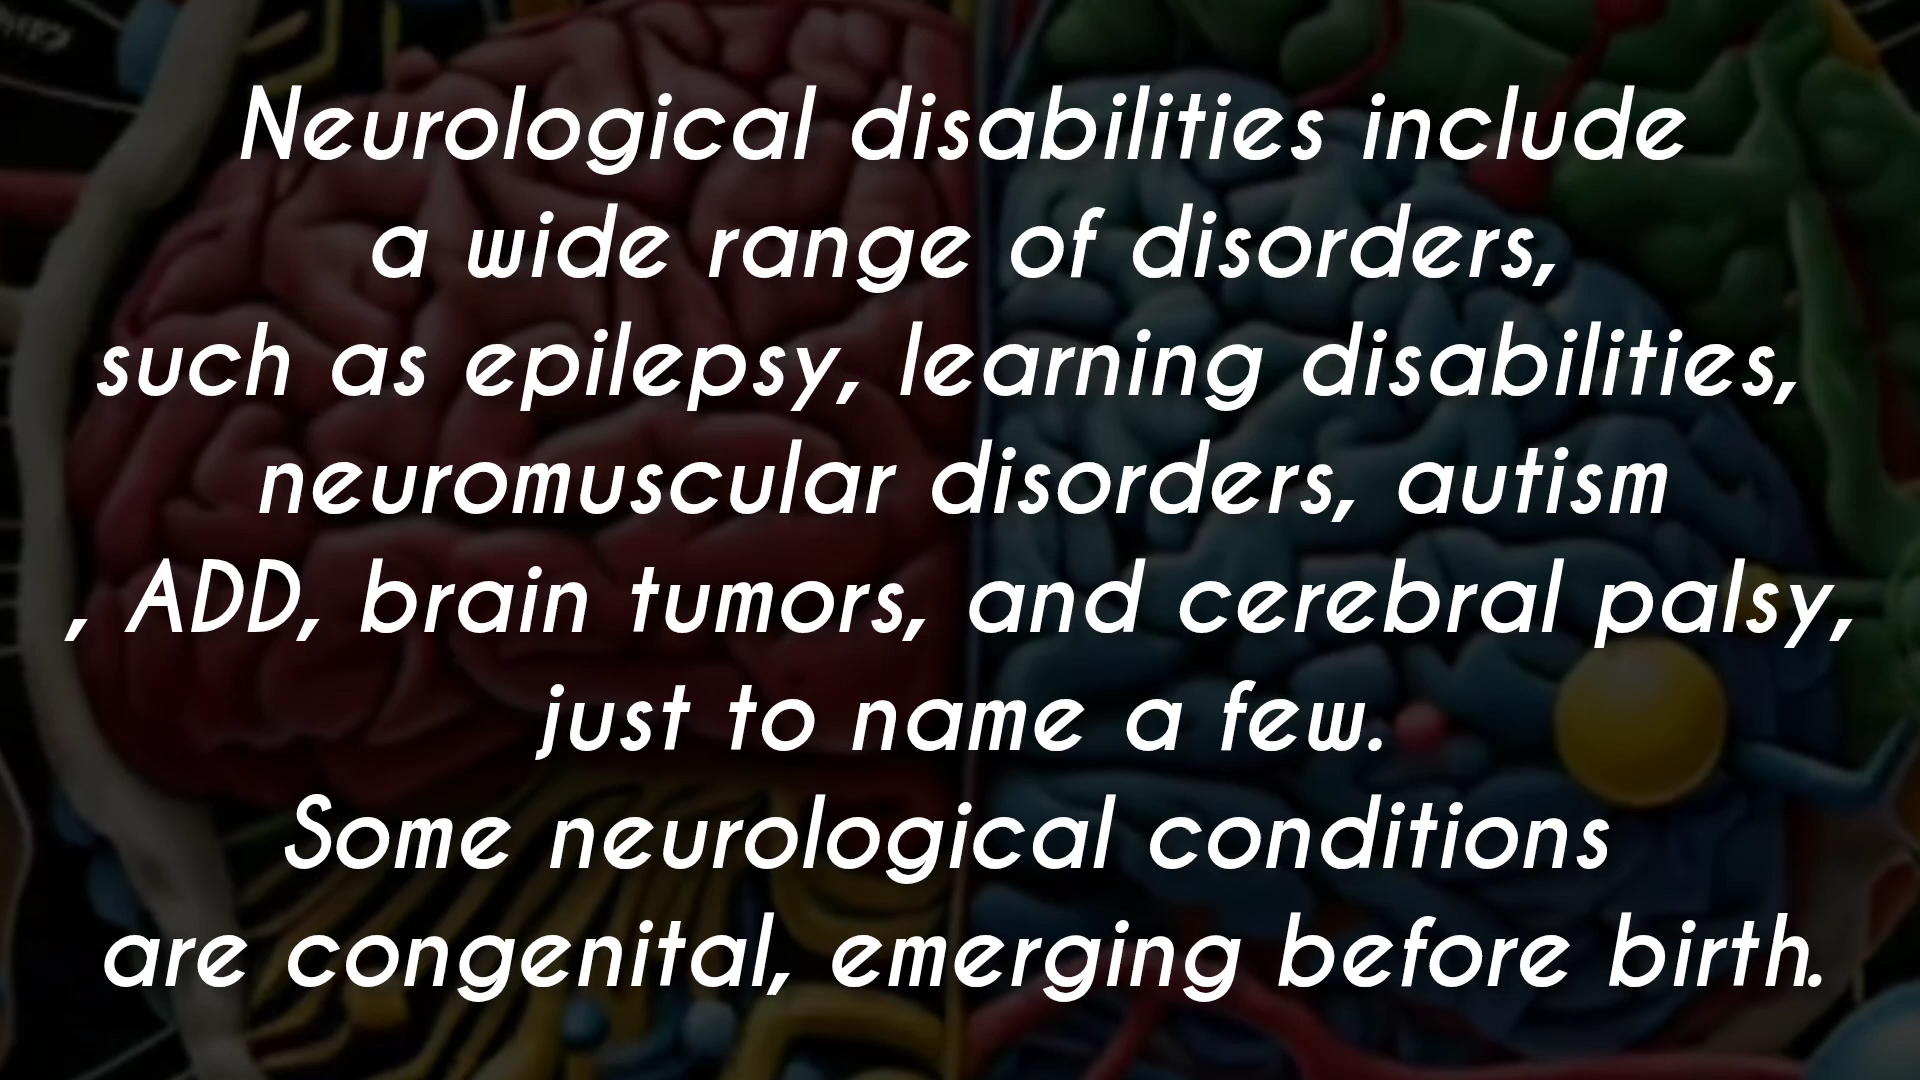 Neurological disabilities include
a wide range of disorders,
such as epilepsy, learning disabilities,
neuromuscular disorders, autism
, ADD, brain tumors, and cerebral palsy,
just to name a few.
Some neurological conditions
are congenital, emerging before birth.